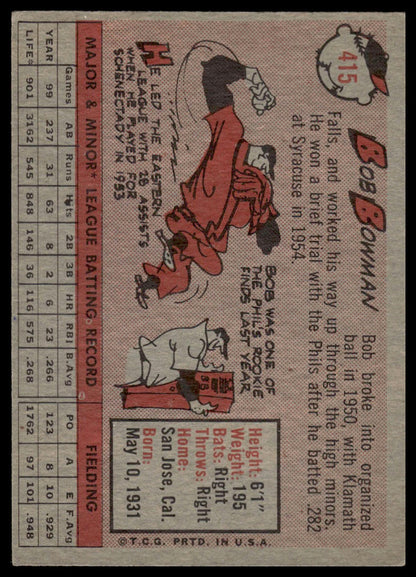 415
BOB BOWMAN
Bob broke into organized
ball in 1950, with Klamath
Falls, and worked his way up through the high minors.
He won a brief trial with the Phils after he batted .282
at Syracuse in 1954.
HE LED THE EASTERN
LEAGUE WITH 28 ASSISTS
WHEN HE PLAYED FOR
SCHENECTADY IN 1953
BOB WAS ONE OF
THE PHIL'S ROOKIE
FINDS LAST YEAR
Height: 6'1"
Weight: 195
Bats: Right
Throws: Right
Home:
San Jose, Cal.
Born:
May 10, 1931
MAJOR & MINOR* LEAGUE BATTING RECORD FIELDING
Games AB Runs Hits 2B 3B HR RBI B.Avg PO A E F.Avg
YEAR 99 237 31 63 8 2 6 23 .266 123 8 10 .929
LIFE* 901 3162 545 848 146 36 116 575 .268 1762 97 101 .948
© T.C.G. PRTD. IN U.S.A.